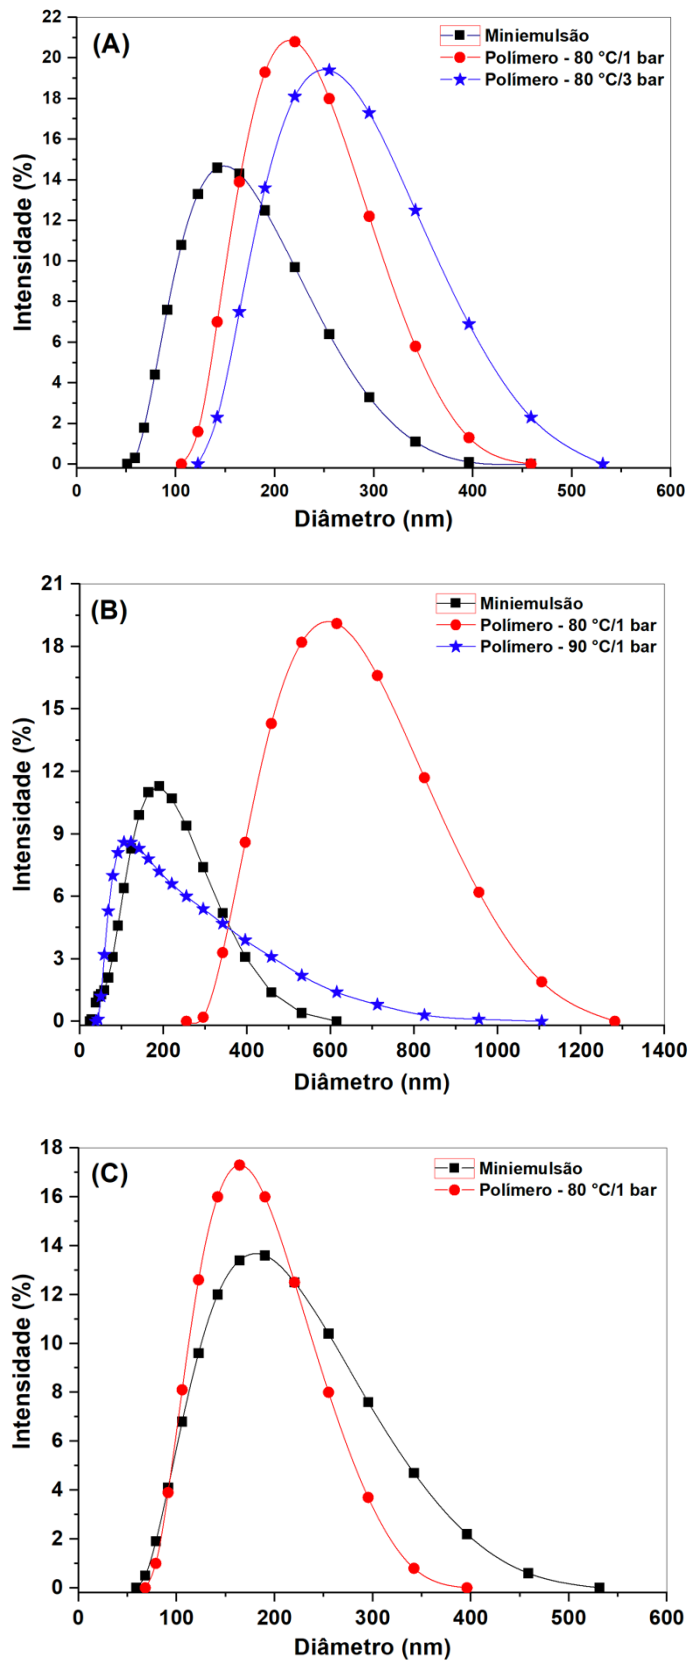 (A)
Miniemulsão
Polímero - 80 °C/1 bar
Polímero - 80 °C/3 bar
Intensidade (%)
22
20
18
16
14
12
10
8
6
4
2
0
0 100 200 300 400 500 600
Diâmetro (nm)
(B)
Miniemulsão
Polímero - 80 °C/1 bar
Polímero - 90 °C/1 bar
Intensidade (%)
21
18
15
12
9
6
3
0
0 200 400 600 800 1000 1200 1400
Diâmetro (nm)
(C)
Miniemulsão
Polímero - 80 °C/1 bar
Intensidade (%)
18
16
14
12
10
8
6
4
2
0
0 100 200 300 400 500 600
Diâmetro (nm)